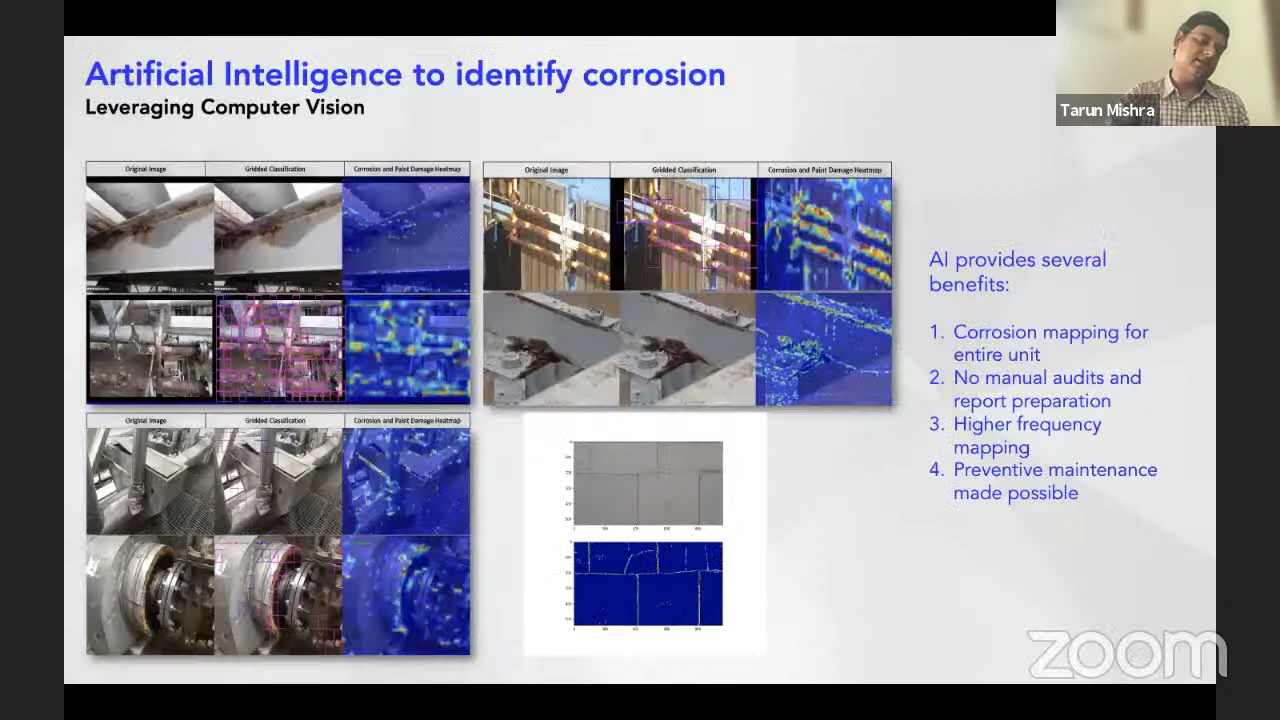 Artificial Intelligence to identify corrosion
Leveraging Computer Vision
Tarun Mishra
Original Image
Gridded Classification
Corrosion and Paint Damage Heatmap
Original Image
Gridded Classification
Corrosion and Paint Damage Heatmap
Original Image
Gridded Classification
Corrosion and Paint Damage Heatmap
AI provides several
benefits:
1. Corrosion mapping for
entire unit
2. No manual audits and
report preparation
3. Higher frequency
mapping
4. Preventive maintenance
made possible
zoom